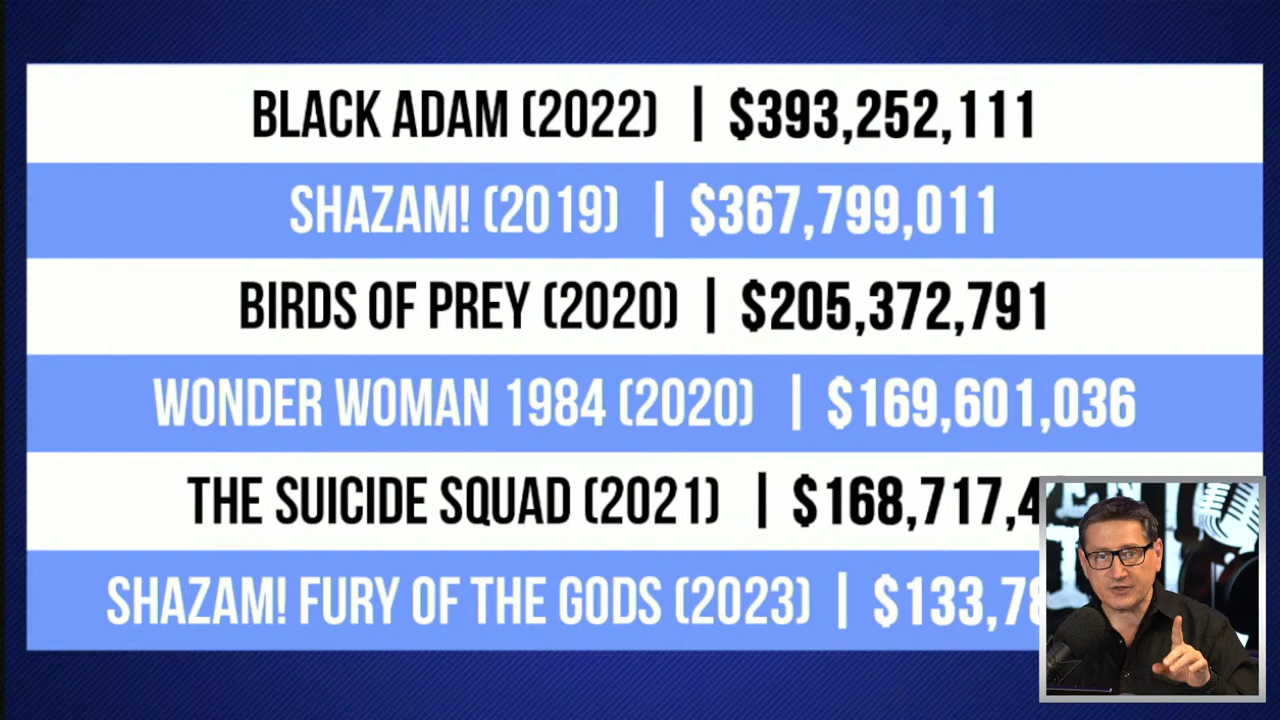 BLACK ADAM (2022) | $393,252,111
SHAZAM! (2019) | $367,799,011
BIRDS OF PREY (2020) | $205,372,791
WONDER WOMAN 1984 (2020) | $169,601,036
THE SUICIDE SQUAD (2021) | $168,717,4
SHAZAM! FURY OF THE GODS (2023) | $133,78